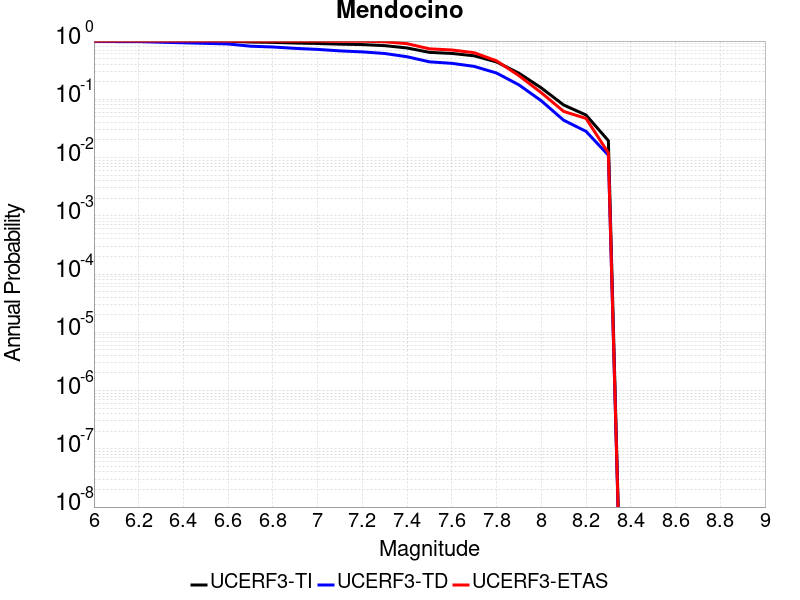 Mendocino
10^0
10^-1
10^-2
10^-3
10^-4
10^-5
10^-6
10^-7
10^-8
Annual Probability
6 6.2 6.4 6.6 6.8 7 7.2 7.4 7.6 7.8 8 8.2 8.4 8.6 8.8 9
Magnitude
UCERF3-TI UCERF3-TD UCERF3-ETAS